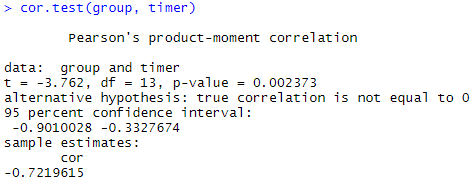 > cor.test(group, timer)
Pearson's product-moment correlation
data:  group and timer
t = -3.762, df = 13, p-value = 0.002373
alternative hypothesis: true correlation is not equal to 0
95 percent confidence interval:
 -0.9010028 -0.3327674
sample estimates:
cor
-0.7219615